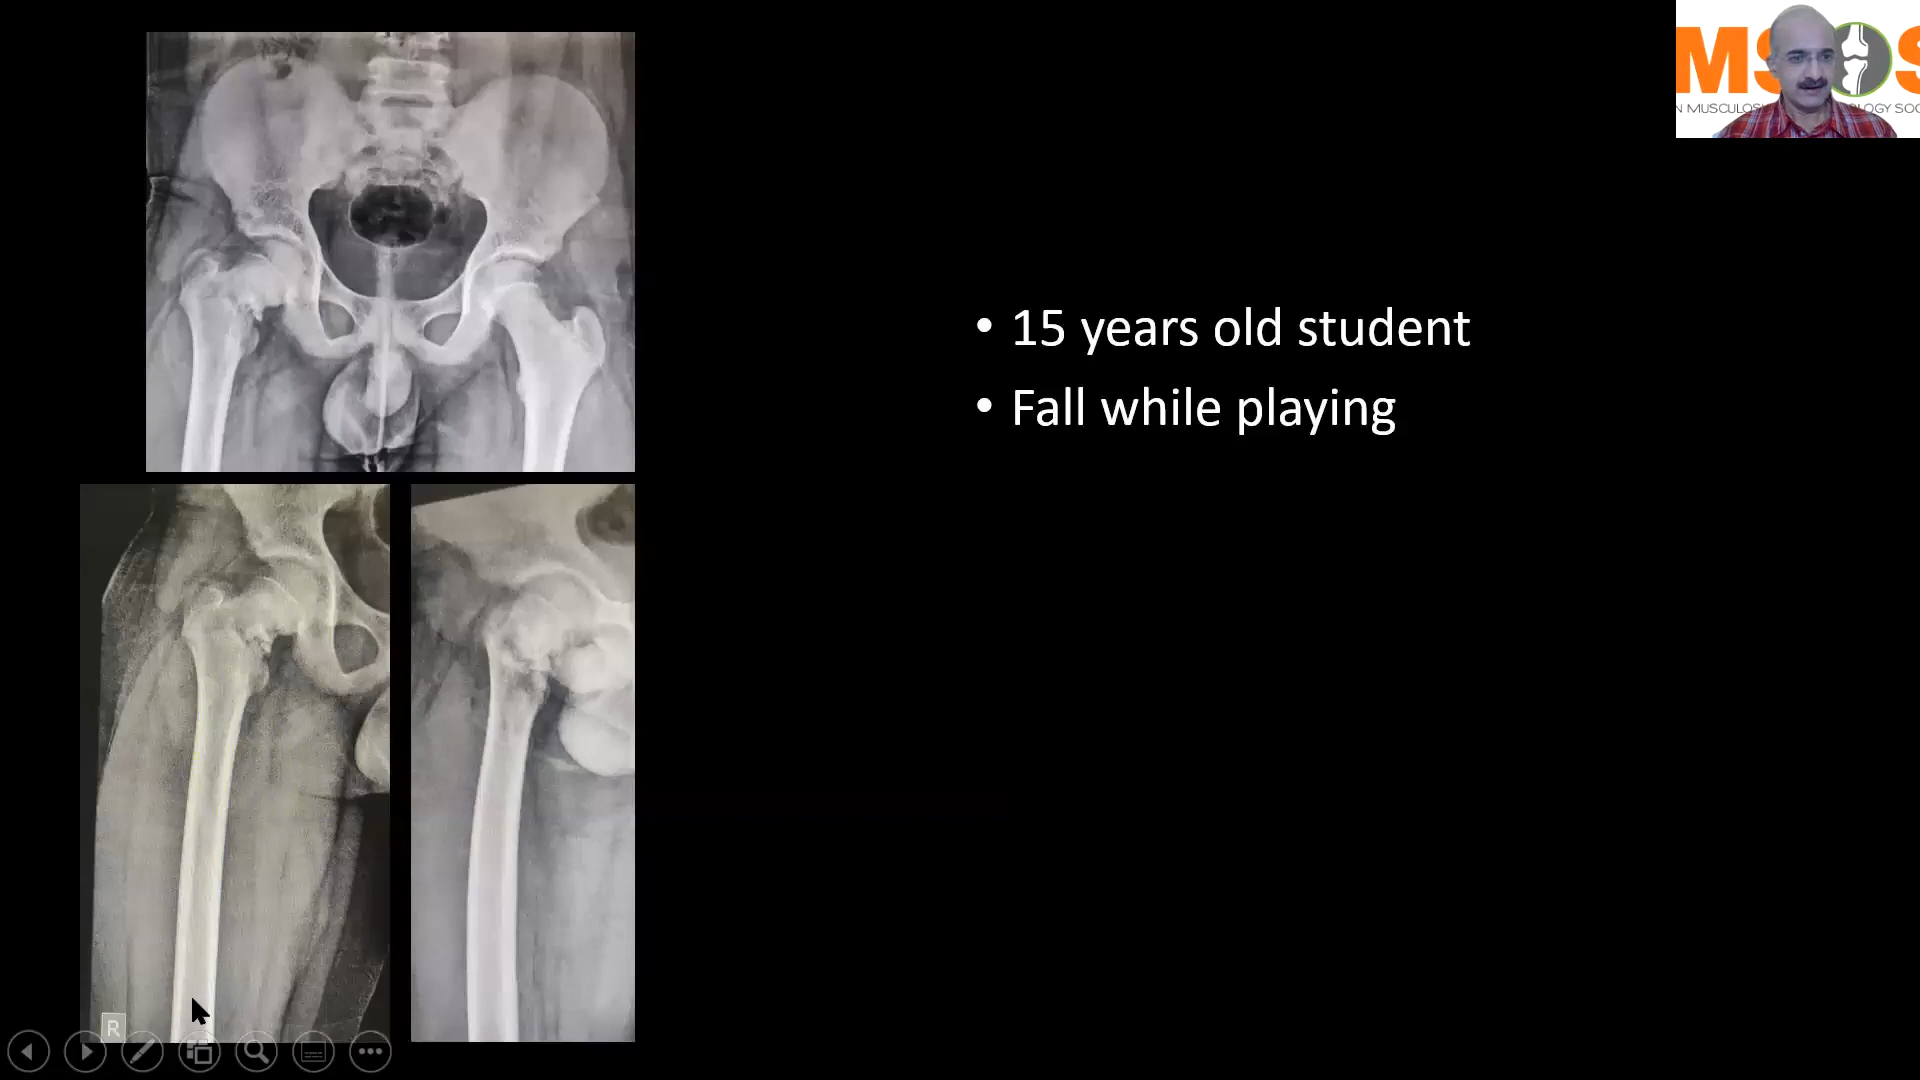 MS S
N MUSCULOS OLOGY SOC
• 15 years old student
• Fall while playing
R